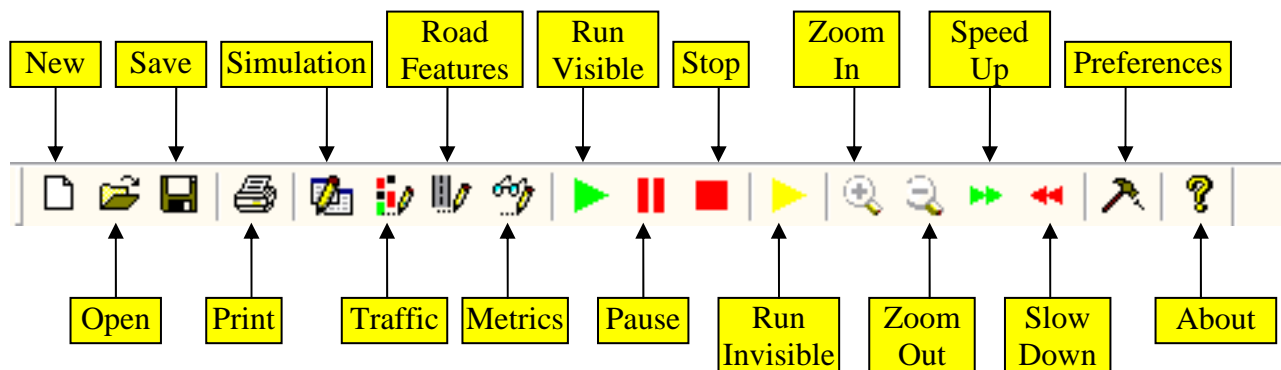 New
Save
Simulation
Road
Features
Run
Visible
Stop
Zoom
In
Speed
Up
Preferences
Open
Print
Traffic
Metrics
Pause
Run
Invisible
Zoom
Out
Slow
Down
About